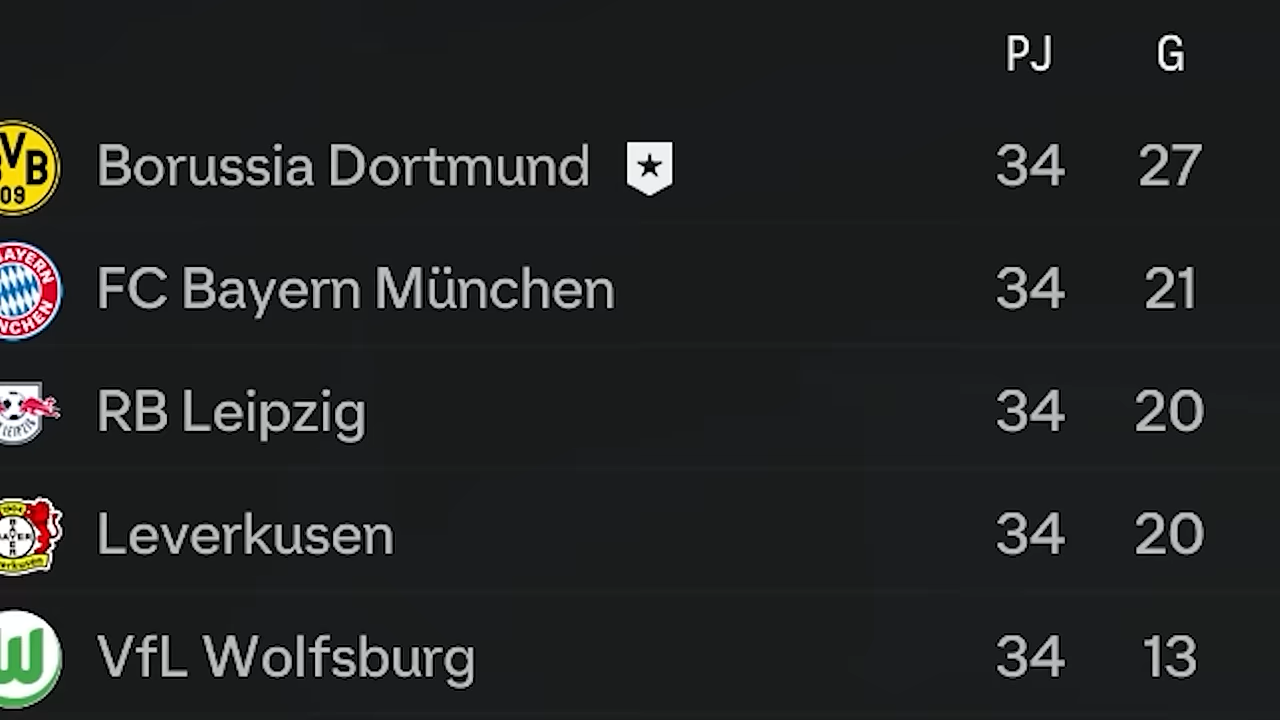 PJ G
Borussia Dortmund 34 27
FC Bayern München 34 21
RB Leipzig 34 20
Leverkusen 34 20
VfL Wolfsburg 34 13